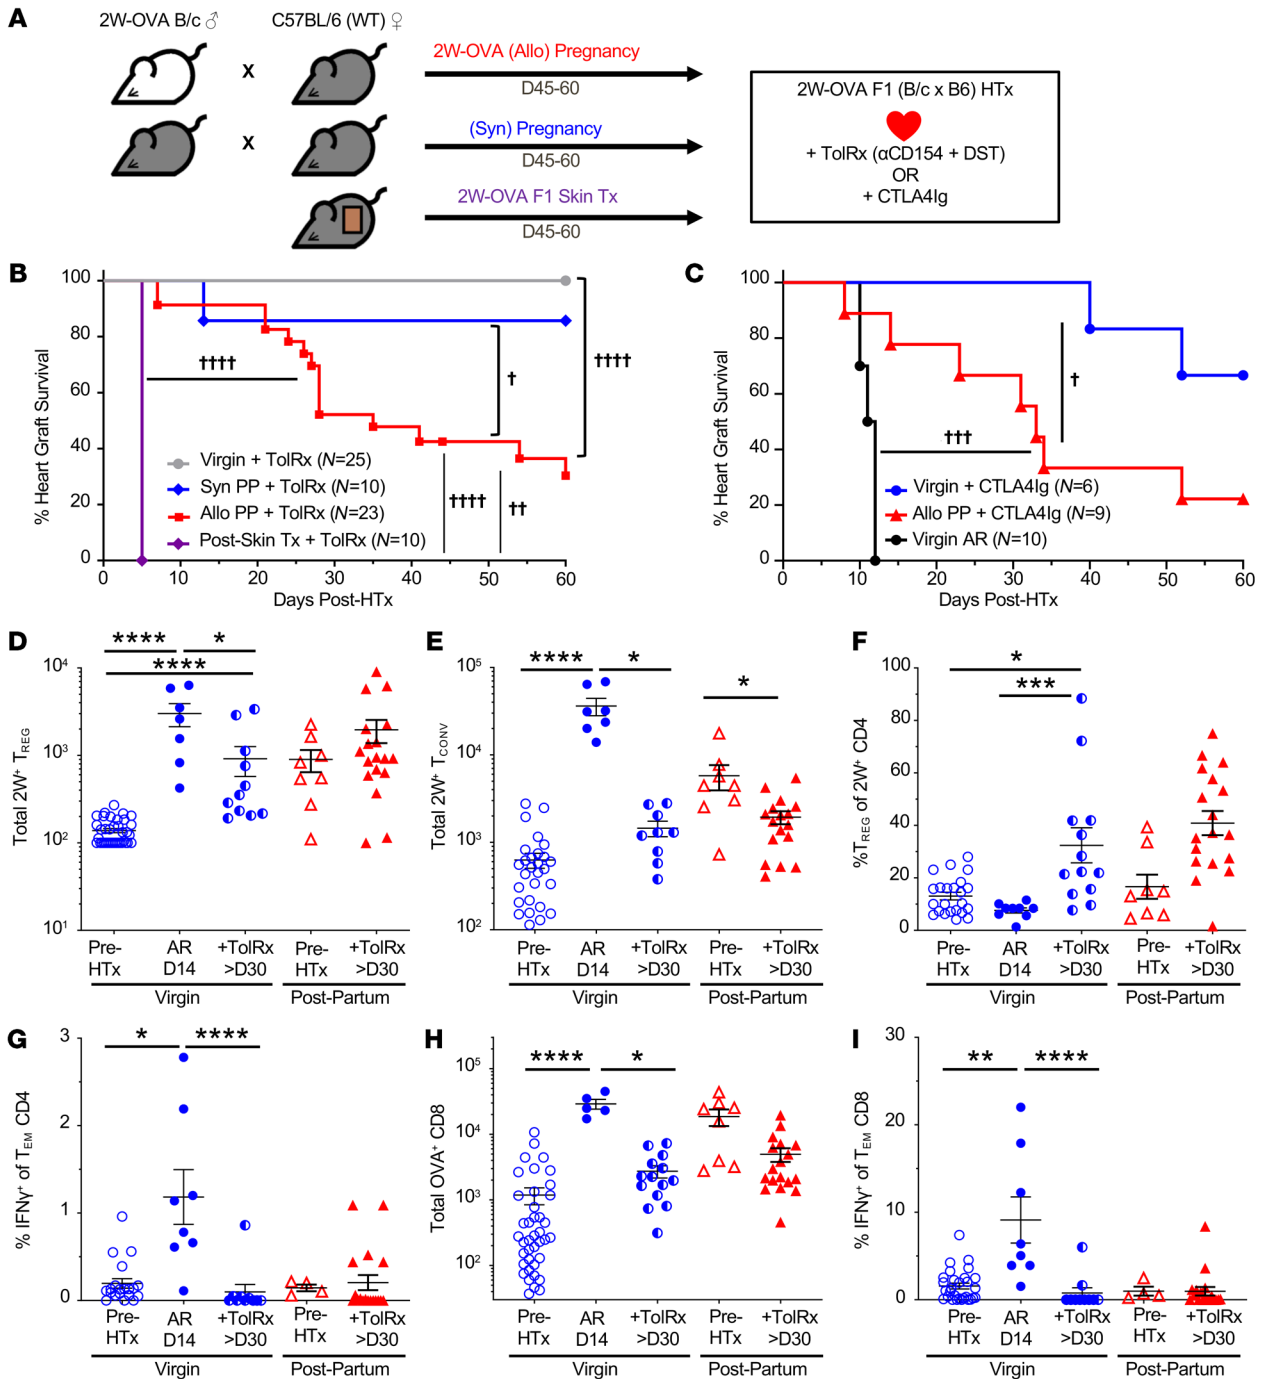 A
2W-OVA B/c ♂
C57BL/6 (WT) ♀
X
2W-OVA (Allo) Pregnancy
D45-60
X
(Syn) Pregnancy
D45-60
2W-OVA F1 Skin Tx
D45-60
2W-OVA F1 (B/c x B6) HTx
+ TolRx (αCD154 + DST)
OR
+ CTLA4Ig
B
% Heart Graft Survival
100
80
60
40
20
0
††††
†
††††
††††
††
Virgin + TolRx (N=25)
Syn PP + TolRx (N=10)
Allo PP + TolRx (N=23)
Post-Skin Tx + TolRx (N=10)
0 10 20 30 40 50 60
Days Post-HTx
C
% Heart Graft Survival
100
80
60
40
20
0
†
†††
Virgin + CTLA4Ig (N=6)
Allo PP + CTLA4Ig (N=9)
Virgin AR (N=10)
0 10 20 30 40 50 60
Days Post-HTx
D
Total 2W⁺ TREG
10⁴
10³
10²
10¹
**** *
****
Pre-HTx AR D14 +TolRx >D30 Pre-HTx +TolRx >D30
Virgin Post-Partum
E
Total 2W⁺ TCONV
10⁵
10⁴
10³
10²
**** *
*
Pre-HTx AR D14 +TolRx >D30 Pre-HTx +TolRx >D30
Virgin Post-Partum
F
%TREG of 2W⁺ CD4
100
80
60
40
20
0
*
***
Pre-HTx AR D14 +TolRx >D30 Pre-HTx +TolRx >D30
Virgin Post-Partum
G
% IFNγ⁺ of TEM CD4
3
2
1
0
* ****
Pre-HTx AR D14 +TolRx >D30 Pre-HTx +TolRx >D30
Virgin Post-Partum
H
Total OVA⁺ CD8
10⁵
10⁴
10³
10²
**** *
Pre-HTx AR D14 +TolRx >D30 Pre-HTx +TolRx >D30
Virgin Post-Partum
I
% IFNγ⁺ of TEM CD8
30
20
10
0
** ****
Pre-HTx AR D14 +TolRx >D30 Pre-HTx +TolRx >D30
Virgin Post-Partum